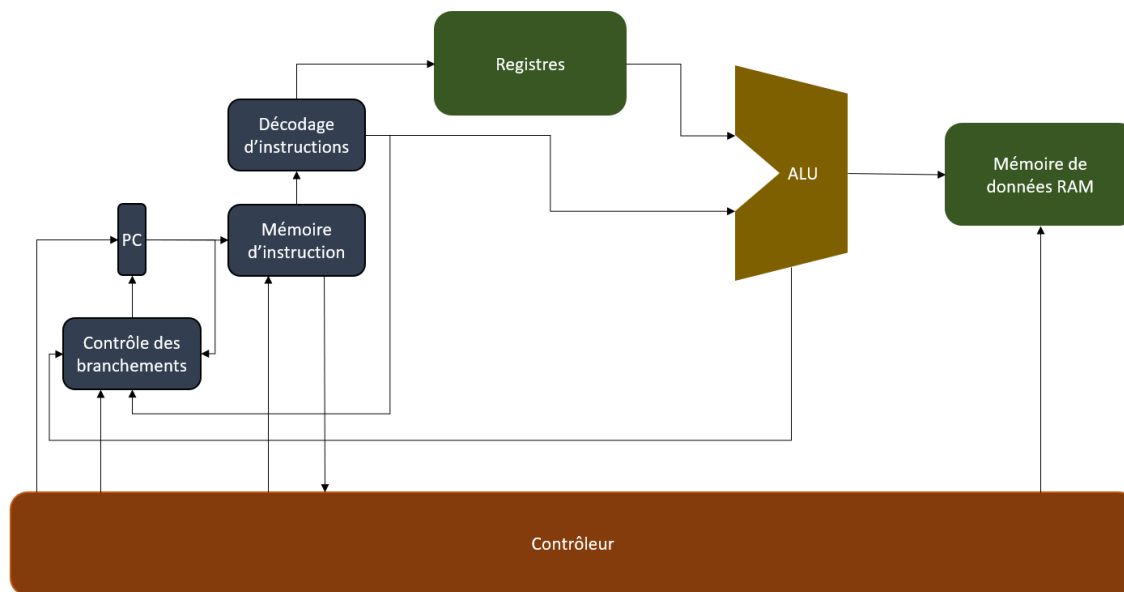 Registres
Décodage
d'instructions
ALU
Mémoire de
données RAM
PC
Mémoire
d'instruction
Contrôle des
branchements
Contrôleur